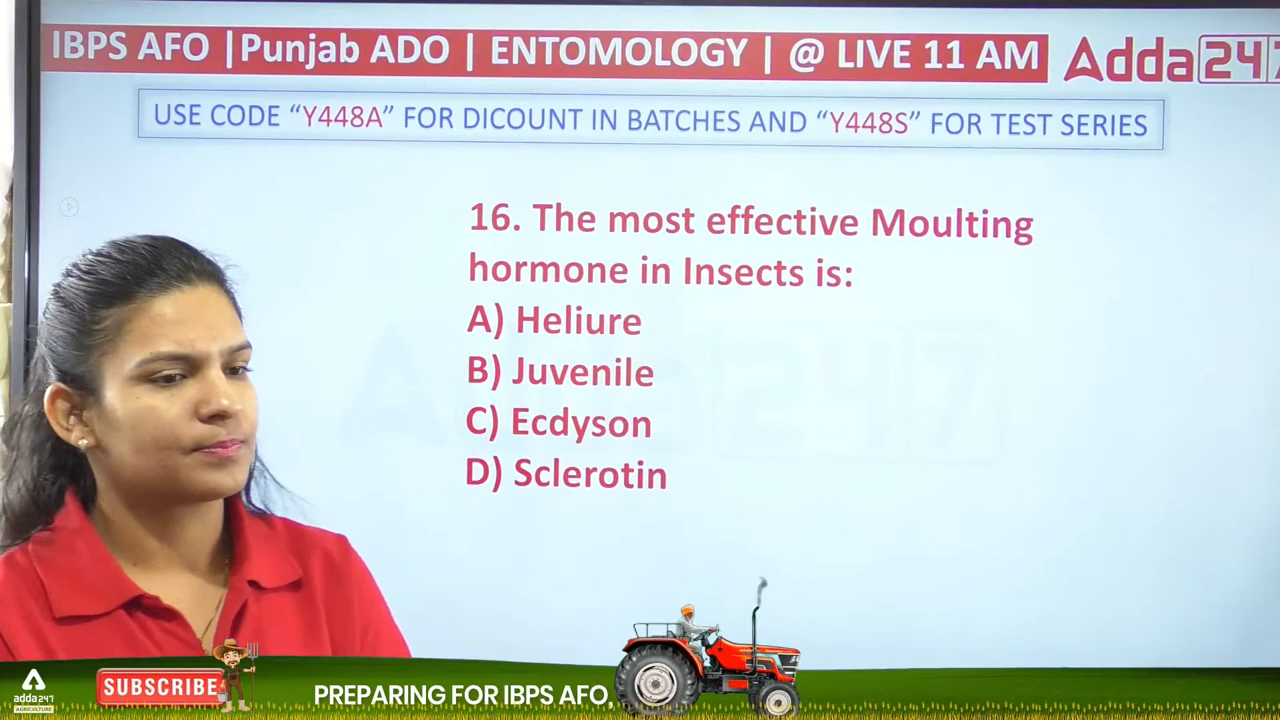 IBPS AFO |Punjab ADO | ENTOMOLOGY | @ LIVE 11 AM
Adda247
USE CODE “Y448A” FOR DICOUNT IN BATCHES AND “Y448S” FOR TEST SERIES
16. The most effective Moulting
hormone in Insects is:
A) Heliure
B) Juvenile
C) Ecdyson
D) Sclerotin
adda247
AGRICULTURE
SUBSCRIBE
PREPARING FOR IBPS AFO,